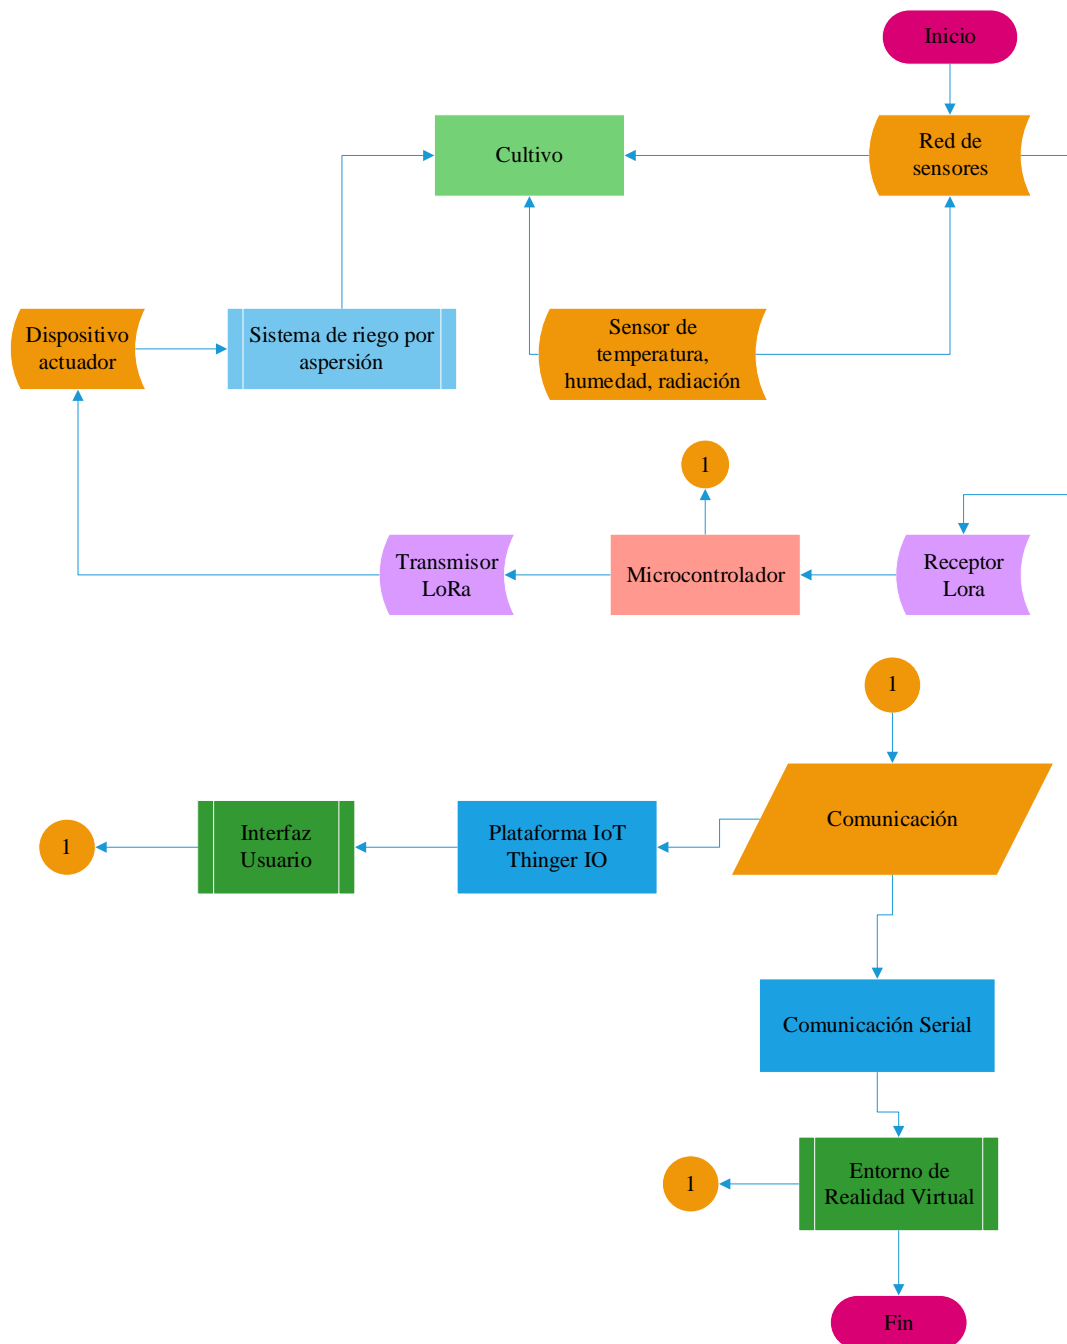 Inicio
Cultivo
Red de
sensores
Dispositivo
actuador
Sistema de riego por
aspersión
Sensor de
temperatura,
humedad, radiación
1
Transmisor
LoRa
Microcontrolador
Receptor
Lora
1
Comunicación
1
Interfaz
Usuario
Plataforma IoT
Thinger IO
Comunicación Serial
1
Entorno de
Realidad Virtual
Fin